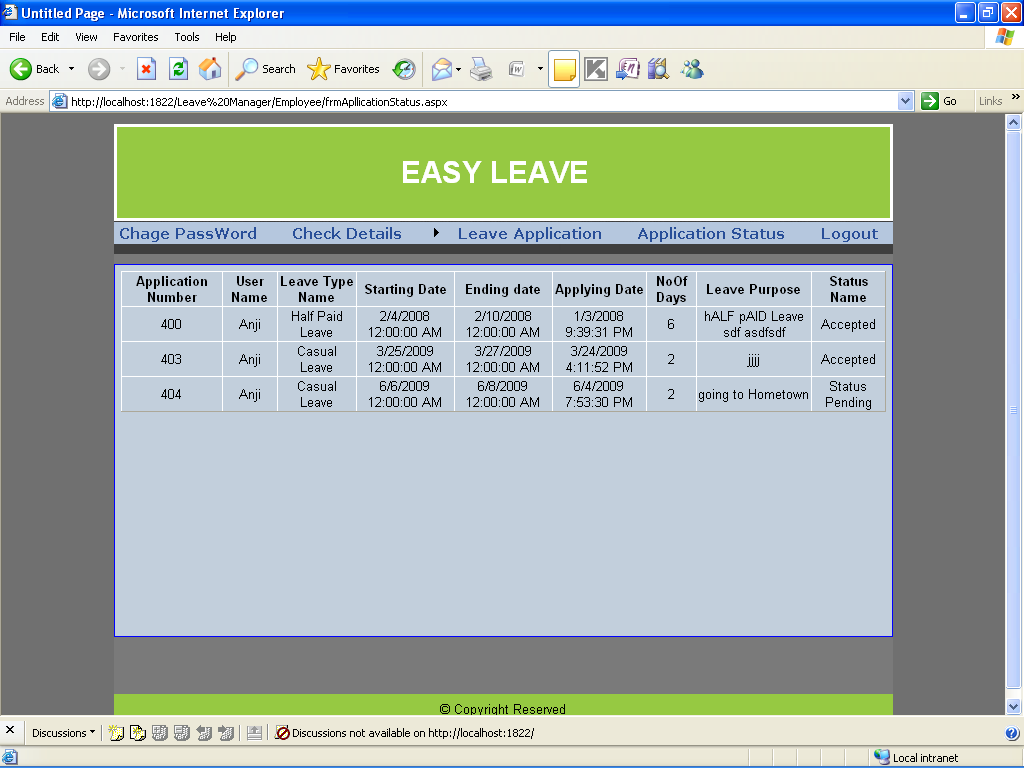 Untitled Page - Microsoft Internet Explorer
File Edit View Favorites Tools Help
Back Search Favorites
Address http://localhost:1822/Leave%20Manager/Employee/frmApllicationStatus.aspx Go Links »
EASY LEAVE
Chage PassWord Check Details Leave Application Application Status Logout
Application Number User Name Leave Type Name Starting Date Ending date Applying Date NoOf Days Leave Purpose Status Name
400 Anji Half Paid Leave 2/4/2008 12:00:00 AM 2/10/2008 12:00:00 AM 1/3/2008 9:39:31 PM 6 hALF pAID Leave sdf asdfsdf Accepted
403 Anji Casual Leave 3/25/2009 12:00:00 AM 3/27/2009 12:00:00 AM 3/24/2009 4:11:52 PM 2 jjjj Accepted
404 Anji Casual Leave 6/6/2009 12:00:00 AM 6/8/2009 12:00:00 AM 6/4/2009 7:53:30 PM 2 going to Hometown Status Pending
© Copyright Reserved
Discussions Discussions not available on http://localhost:1822/
Local intranet